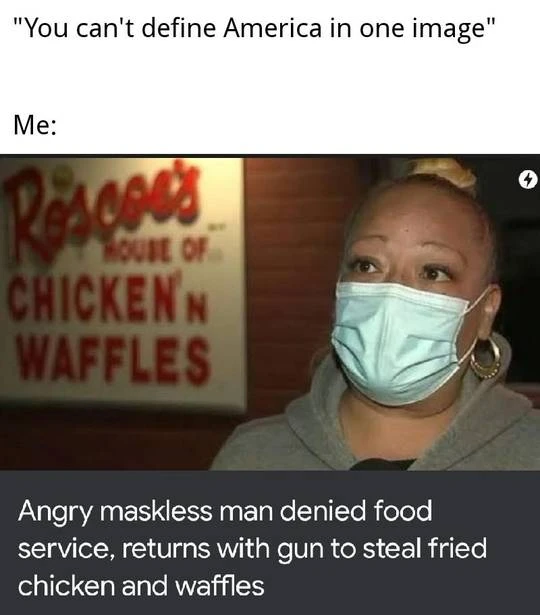 "You can't define America in one image"
Me:
Roscoe's
HOUSE OF
CHICKEN'N
WAFFLES
Angry maskless man denied food
service, returns with gun to steal fried
chicken and waffles